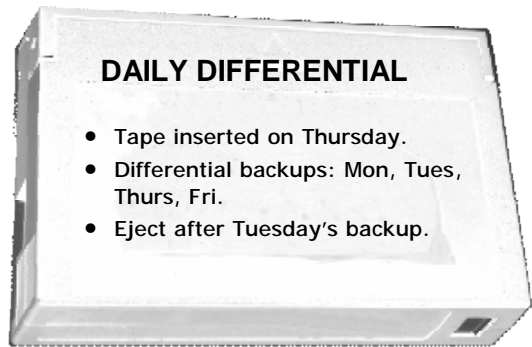 DAILY DIFFERENTIAL
• Tape inserted on Thursday.
• Differential backups: Mon, Tues,
Thurs, Fri.
• Eject after Tuesday's backup.